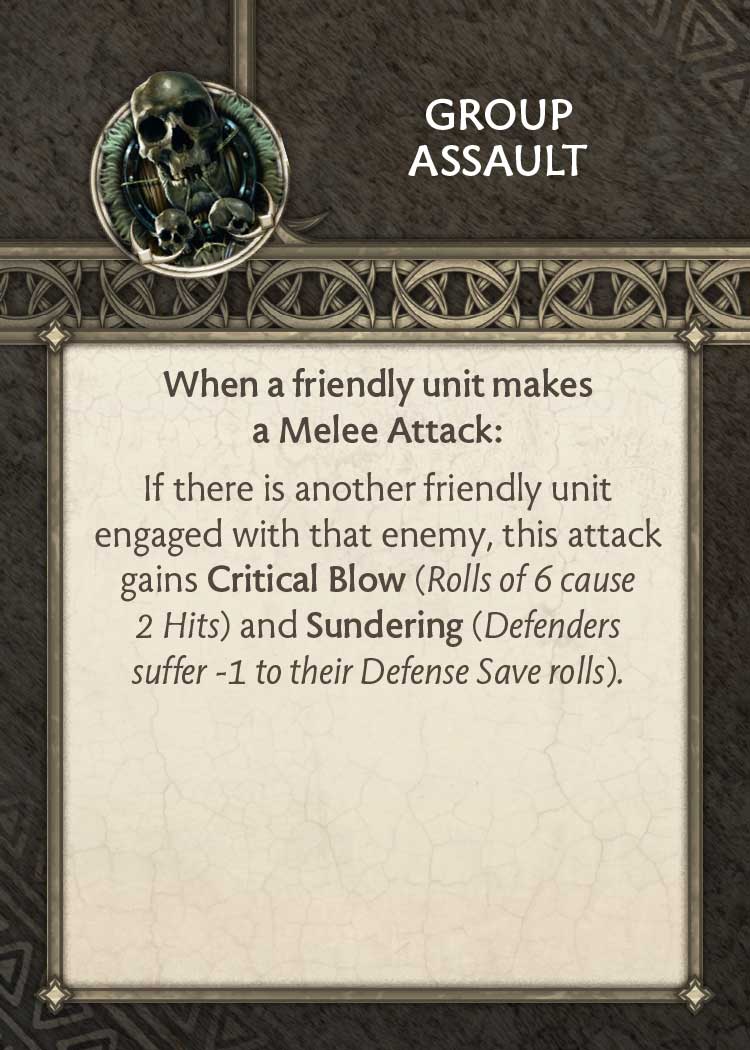 GROUP
ASSAULT
When a friendly unit makes
a Melee Attack:
If there is another friendly unit
engaged with that enemy, this attack
gains Critical Blow (Rolls of 6 cause
2 Hits) and Sundering (Defenders
suffer -1 to their Defense Save rolls).